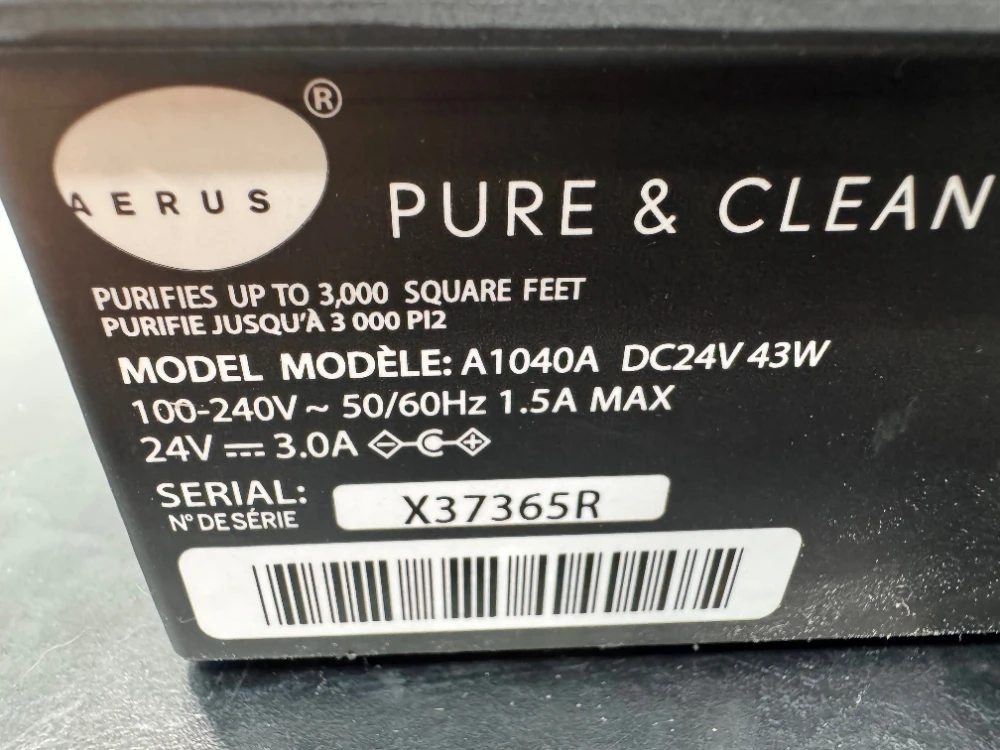 AERUS ®
PURE & CLEAN
PURIFIES UP TO 3,000 SQUARE FEET
PURIFIE JUSQU'À 3 000 PI2
MODEL MODÈLE: A1040A DC24V 43W
100-240V ~ 50/60Hz 1.5A MAX
24V ⎓ 3.0A
SERIAL: X37365R
N° DE SÉRIE